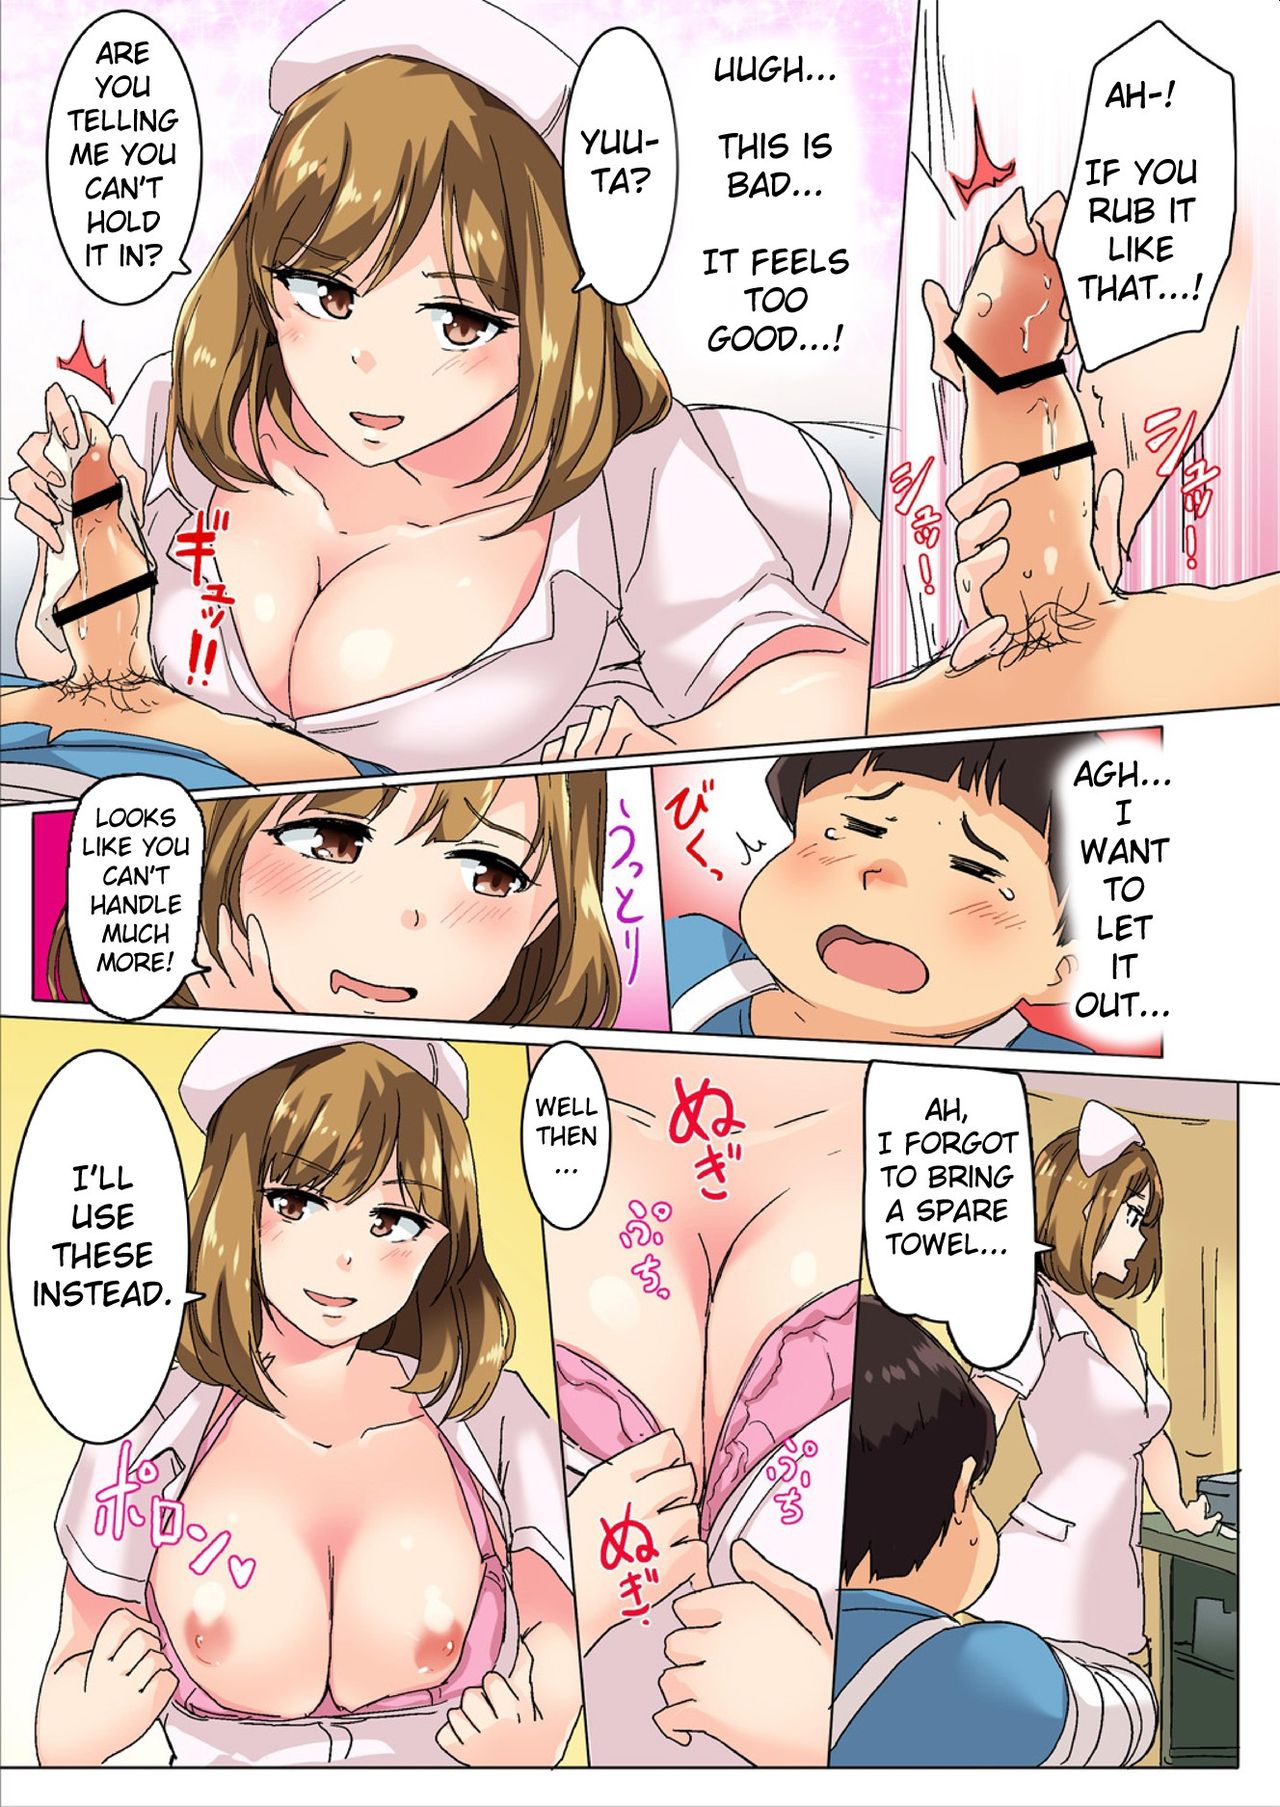 AH-!
IF YOU
RUB IT
LIKE
THAT...!
シュッ!
シュッ!
UUGH...
THIS IS
BAD...
IT FEELS
TOO
GOOD...!
YUU-
TA?
ARE
YOU
TELLING
ME YOU
CAN'T
HOLD
IT IN?
ギュッ!!
AGH...
I
WANT
TO
LET
IT
OUT...
びくっ
うっとり
LOOKS
LIKE YOU
CAN'T
HANDLE
MUCH
MORE!
AH,
I FORGOT
TO BRING
A SPARE
TOWEL...
WELL
THEN
...
ぬぎ
ぷち
ぷち
ぬぎ
I'LL
USE
THESE
INSTEAD.
ポロン♡